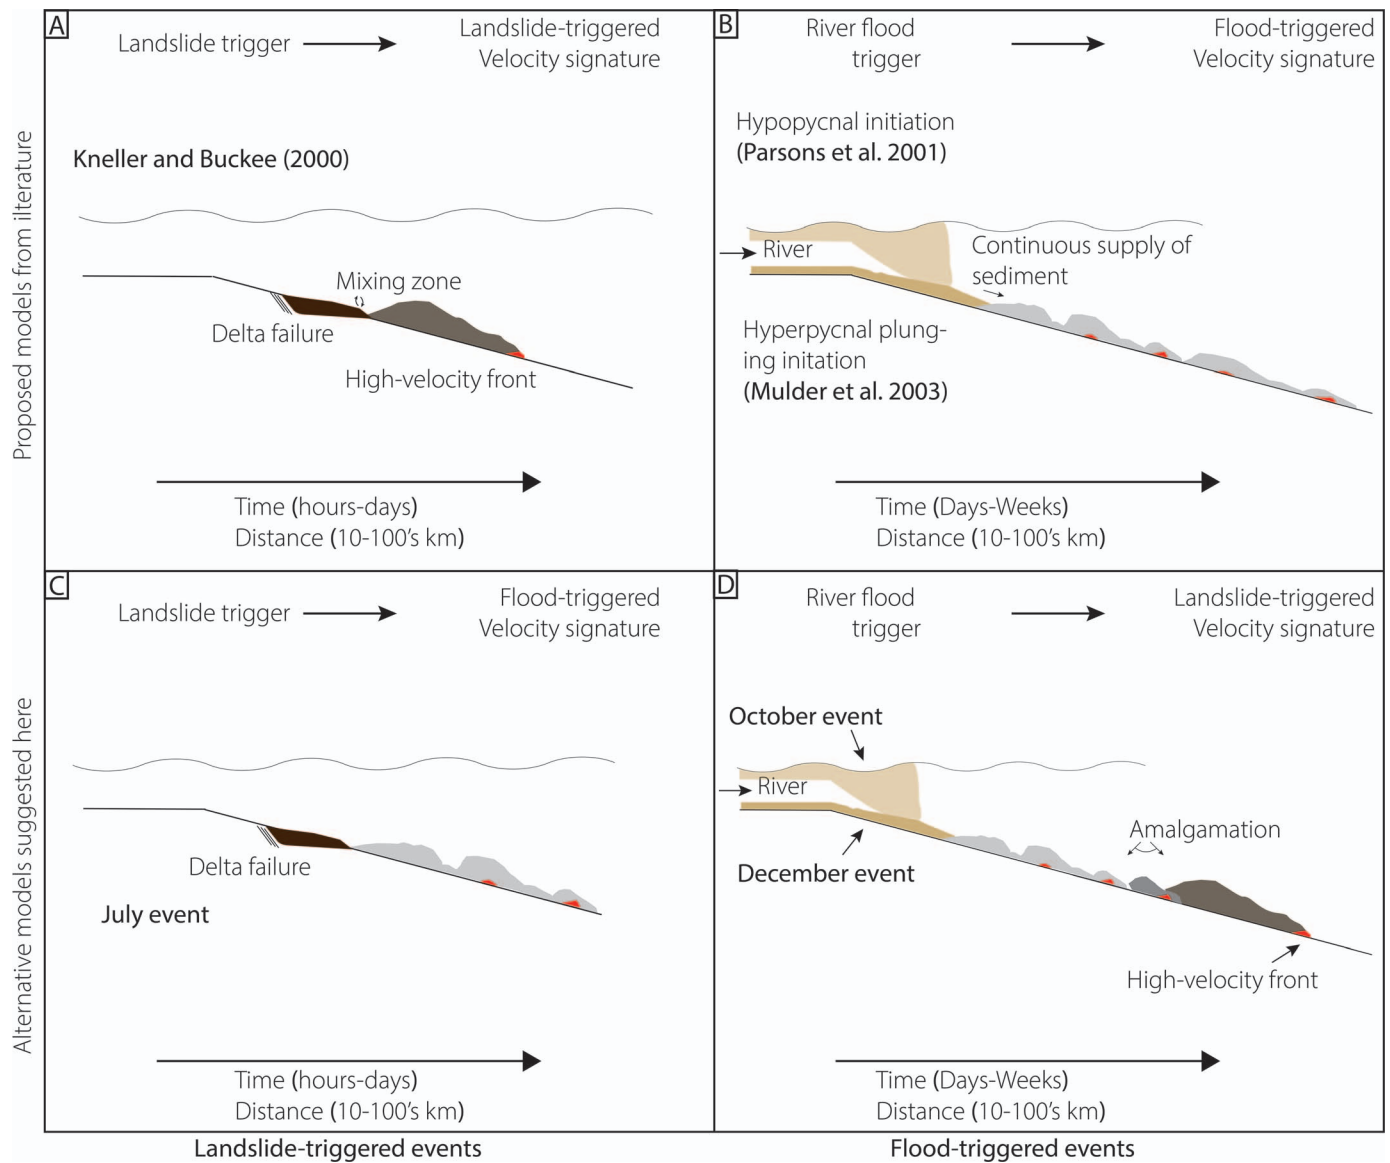 Proposed models from ilterature
A
Landslide trigger
Landslide-triggered
Velocity signature
Kneller and Buckee (2000)
Mixing zone
Delta failure
High-velocity front
Time (hours-days)
Distance (10-100's km)
B
River flood
trigger
Flood-triggered
Velocity signature
Hypopycnal initiation
(Parsons et al. 2001)
River
Continuous supply of
sediment
Hyperpycnal plung-
ing initation
(Mulder et al. 2003)
Time (Days-Weeks)
Distance (10-100's km)
Alternative models suggested here
C
Landslide trigger
Flood-triggered
Velocity signature
Delta failure
July event
Time (hours-days)
Distance (10-100's km)
Landslide-triggered events
D
River flood
trigger
Landslide-triggered
Velocity signature
October event
River
Amalgamation
December event
High-velocity front
Time (Days-Weeks)
Distance (10-100's km)
Flood-triggered events